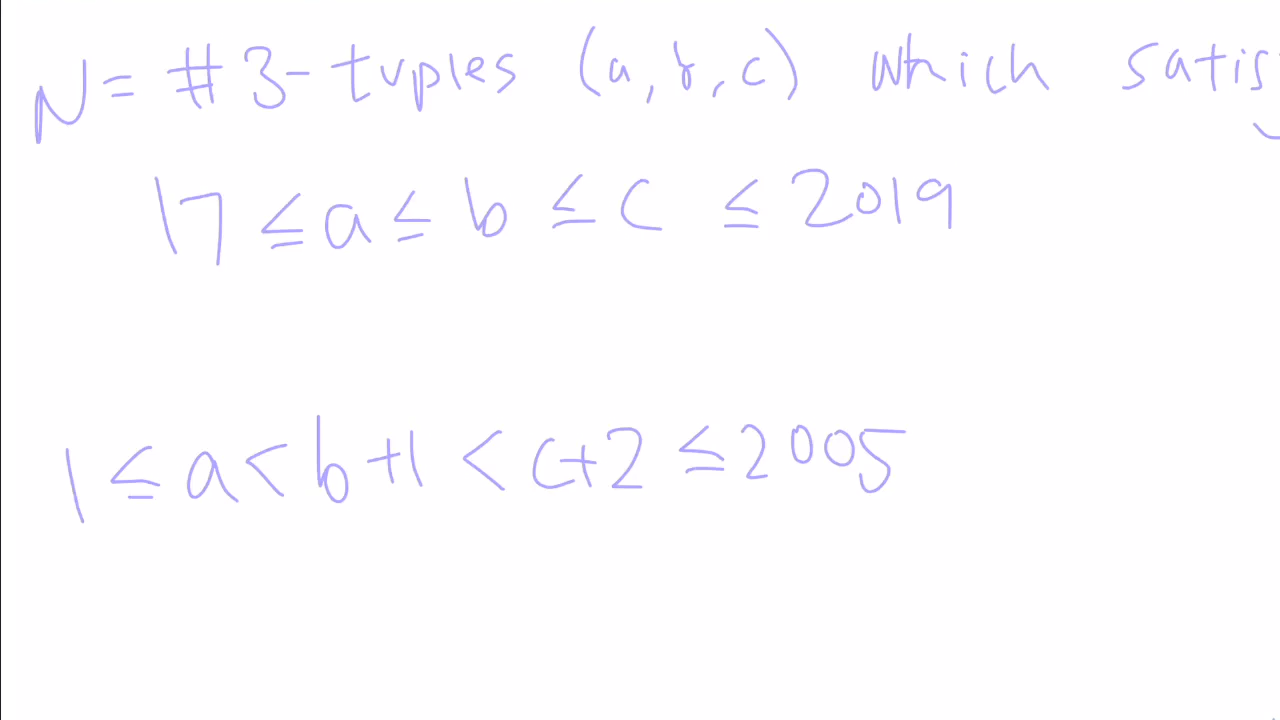 N = # 3-tuples (a, b, c) which satis
17 ≤ a ≤ b ≤ c ≤ 2019
1 ≤ a < b+1 < c+2 ≤ 2005